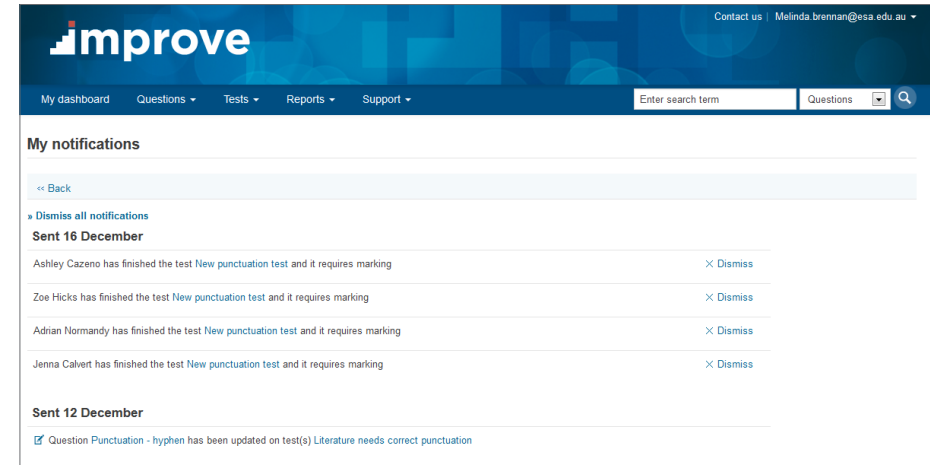 Contact us | Melinda.brennan@esa.edu.au
improve
My dashboard Questions Tests Reports Support Enter search term Questions
My notifications
<< Back
» Dismiss all notifications
Sent 16 December
Ashley Cazeno has finished the test New punctuation test and it requires marking × Dismiss
Zoe Hicks has finished the test New punctuation test and it requires marking × Dismiss
Adrian Normandy has finished the test New punctuation test and it requires marking × Dismiss
Jenna Calvert has finished the test New punctuation test and it requires marking × Dismiss
Sent 12 December
Question Punctuation - hyphen has been updated on test(s) Literature needs correct punctuation